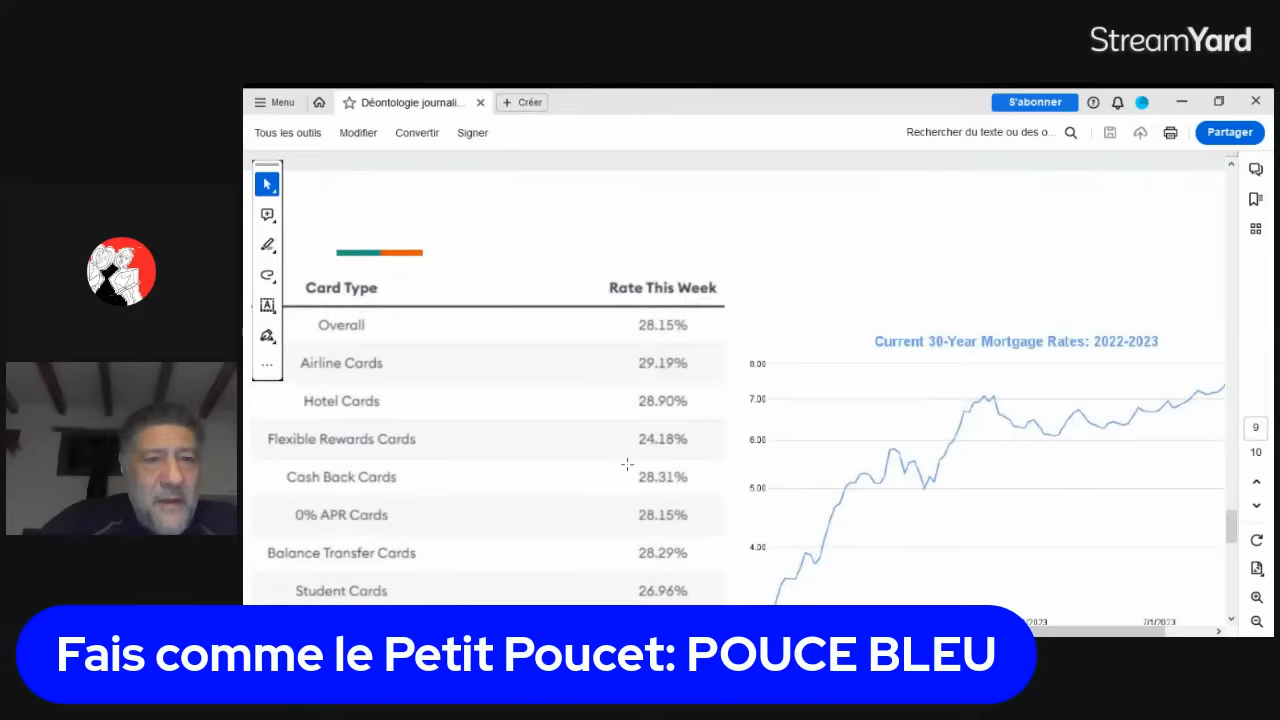 StreamYard
Menu
Déontologie journali...
Créer
S'abonner
Tous les outils
Modifier
Convertir
Signer
Rechercher du texte ou des o...
Partager
Card Type Rate This Week
Overall 28.15%
Airline Cards 29.19%
Hotel Cards 28.90%
Flexible Rewards Cards 24.18%
Cash Back Cards 28.31%
0% APR Cards 28.15%
Balance Transfer Cards 28.29%
Student Cards 26.96%
Current 30-Year Mortgage Rates: 2022-2023
8.00
7.00
6.00
5.00
4.00
/2023 7/1/2023
9
10
Fais comme le Petit Poucet: POUCE BLEU